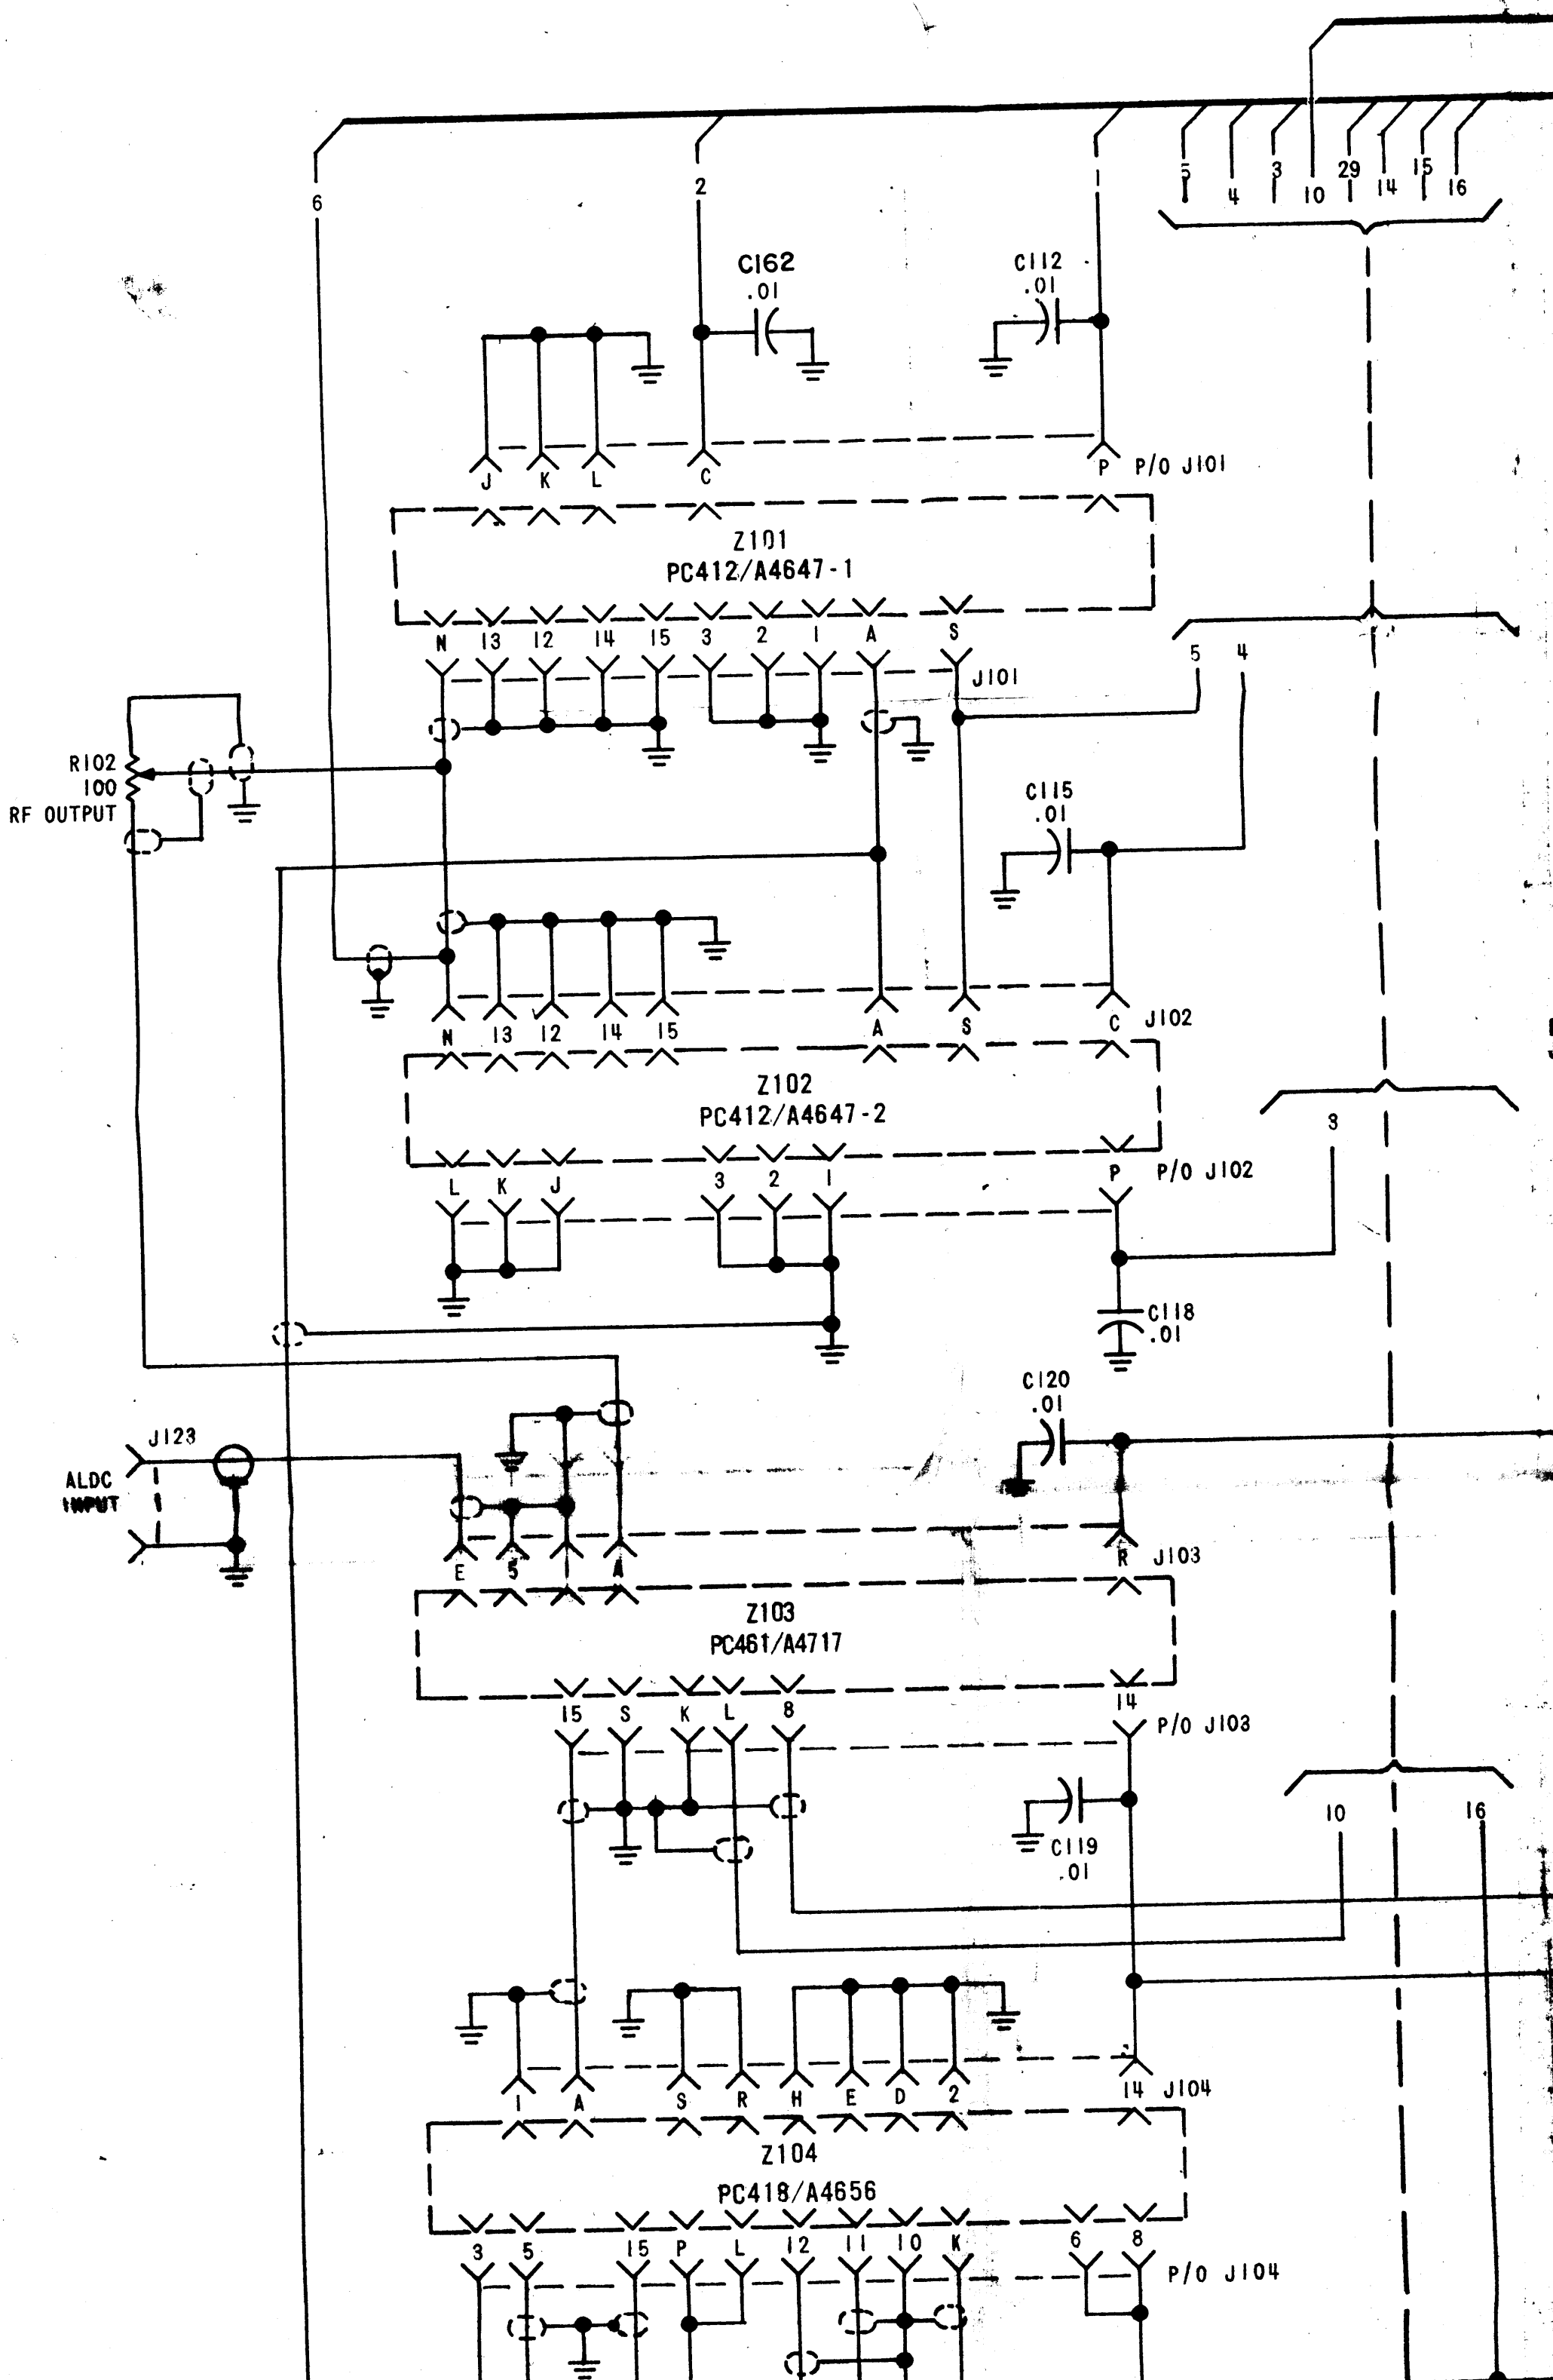 5
4
3
10
29
14
15
16
6
2
1
C162
.01
C112
.01
J K L C P P/O J101
Z101
PC412/A4647-1
N 13 12 14 15 3 2 1 A S
J101
5 4
R102
100
RF OUTPUT
C115
.01
N 13 12 14 15 A S C J102
Z102
PC412/A4647-2
3
L K J 3 2 1 P P/O J102
C118
.01
C120
.01
J123
ALDC
INPUT
E 5 A R J103
Z103
PC461/A4717
15 S K L 8 14 P/O J103
10 16
C119
.01
1 A S R H E D 2 14 J104
Z104
PC418/A4656
3 5 15 P L 12 11 10 K 6 8 P/O J104